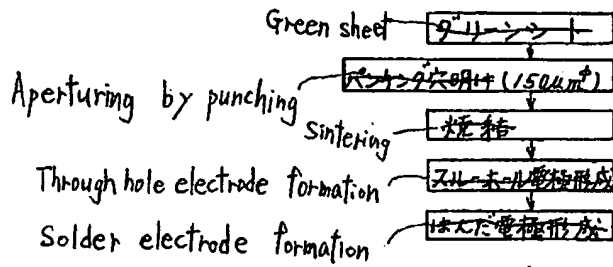 Green sheet グリーンシート
Aperturing by punching パンチング穴明け (150μmφ)
sintering 焼結
Through hole electrode formation スルーホール電極形成
Solder electrode formation はんだ電極形成